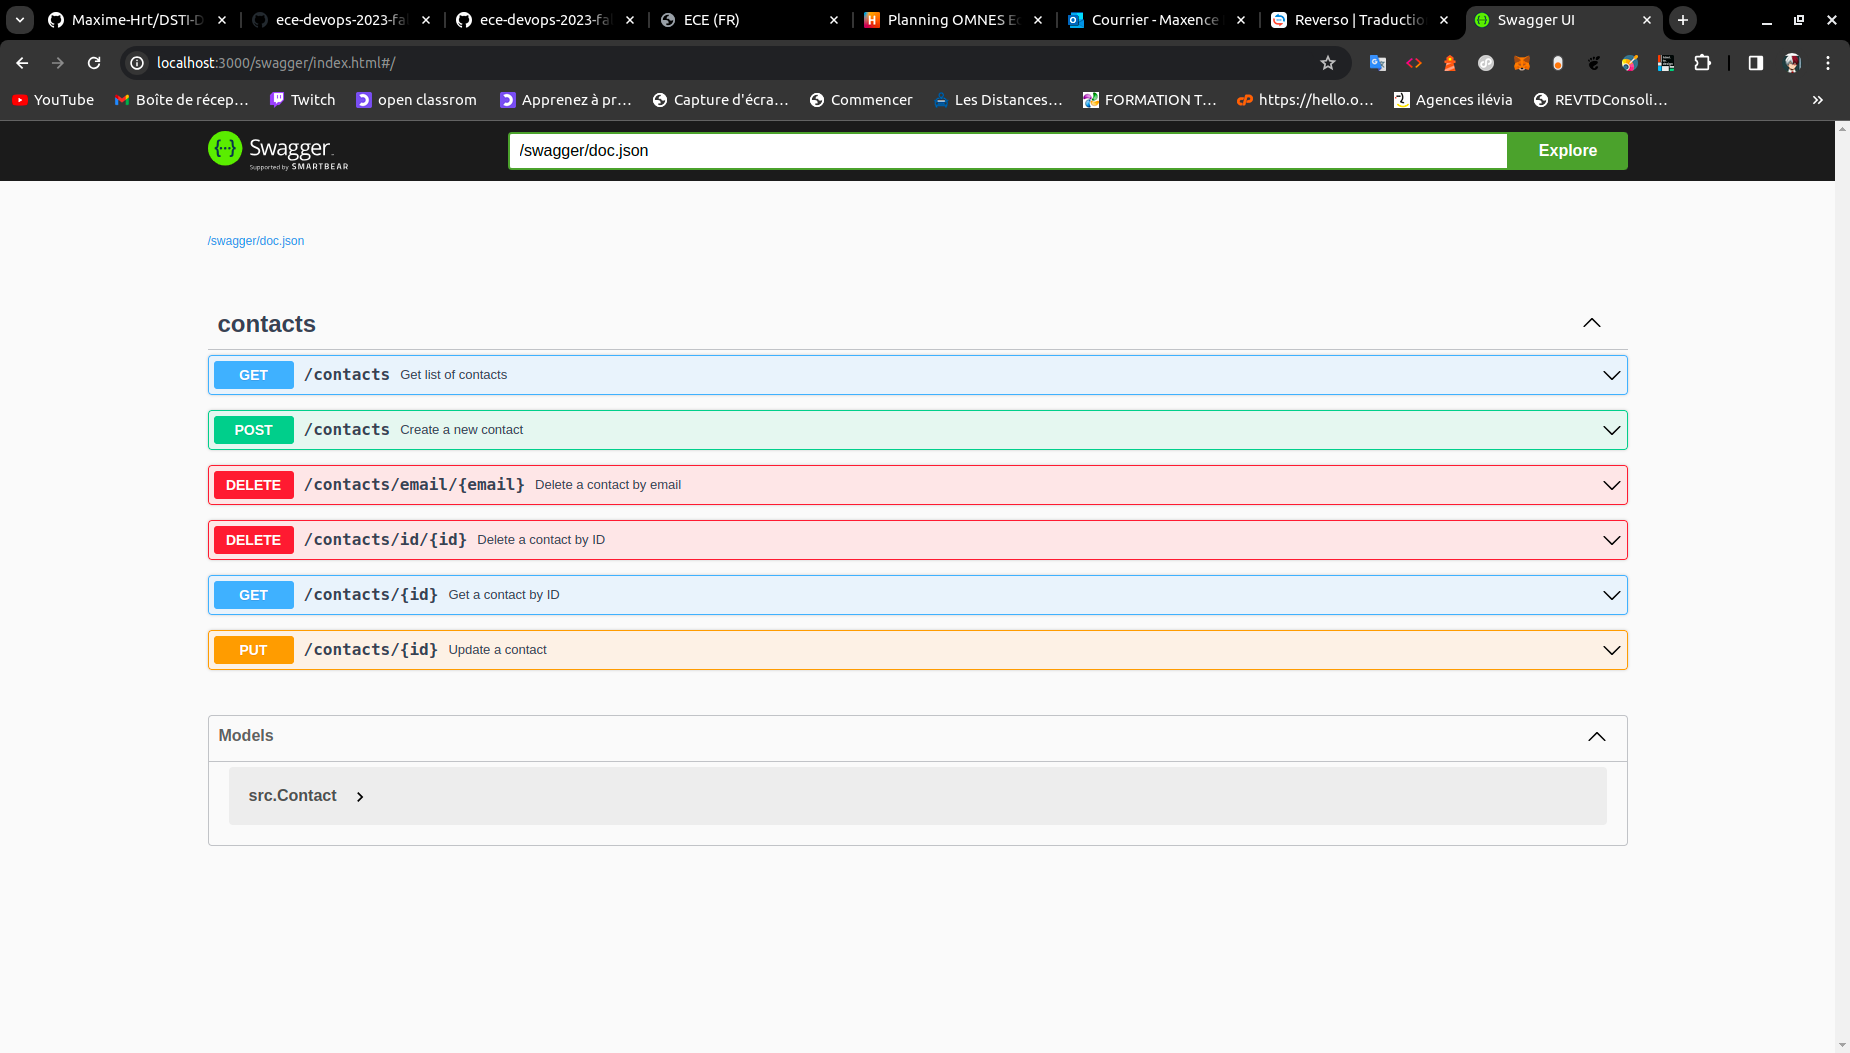 Maxime-Hrt/DSTI-D
ece-devops-2023-fal
ece-devops-2023-fal
ECE (FR)
Planning OMNES E
Courrier - Maxence
Reverso | Traductio
Swagger UI
localhost:3000/swagger/index.html#/
YouTube
Boîte de récep…
Twitch
open classrom
Apprenez à pr…
Capture d'écra…
Commencer
Les Distances…
FORMATION T…
https://hello.o…
Agences ilévia
REVTDConsoli…
»
{···} Swagger
Supported by SMARTBEAR
/swagger/doc.json
Explore
/swagger/doc.json
contacts
GET /contacts Get list of contacts
POST /contacts Create a new contact
DELETE /contacts/email/{email} Delete a contact by email
DELETE /contacts/id/{id} Delete a contact by ID
GET /contacts/{id} Get a contact by ID
PUT /contacts/{id} Update a contact
Models
src.Contact